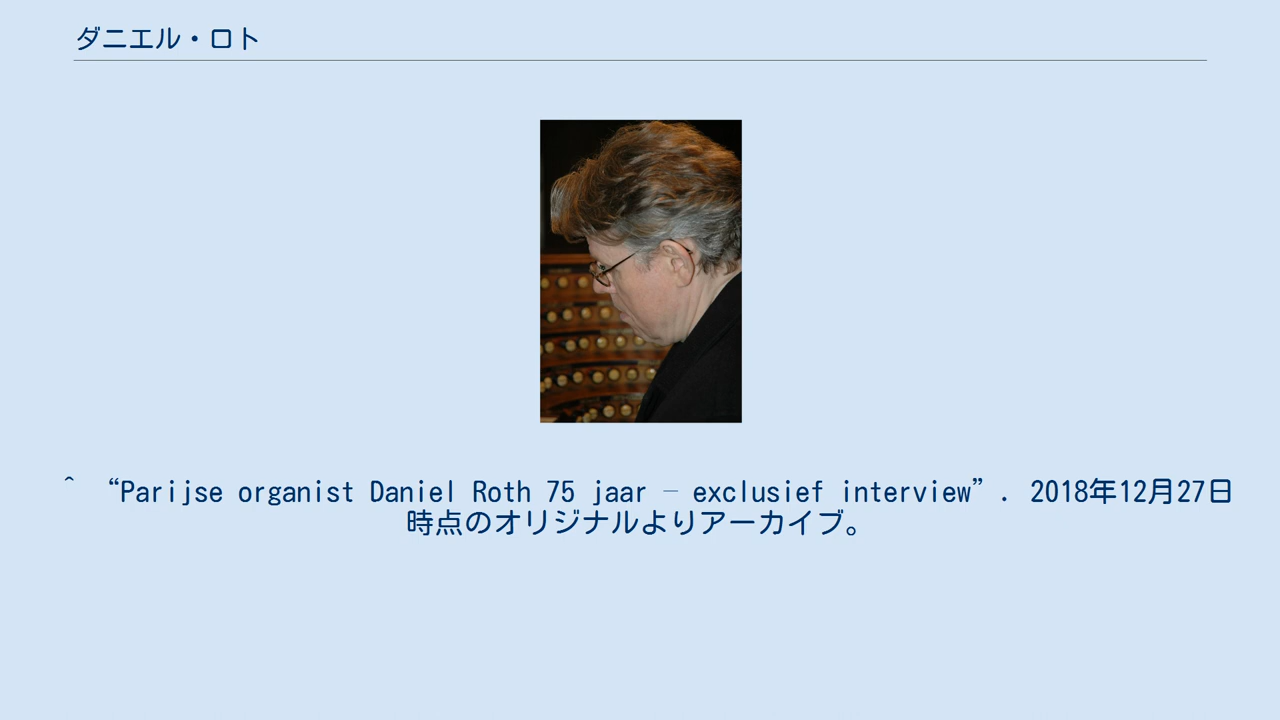 ダニエル・ロト
^ “Parijse organist Daniel Roth 75 jaar – exclusief interview”. 2018年12月27日
時点のオリジナルよりアーカイブ。